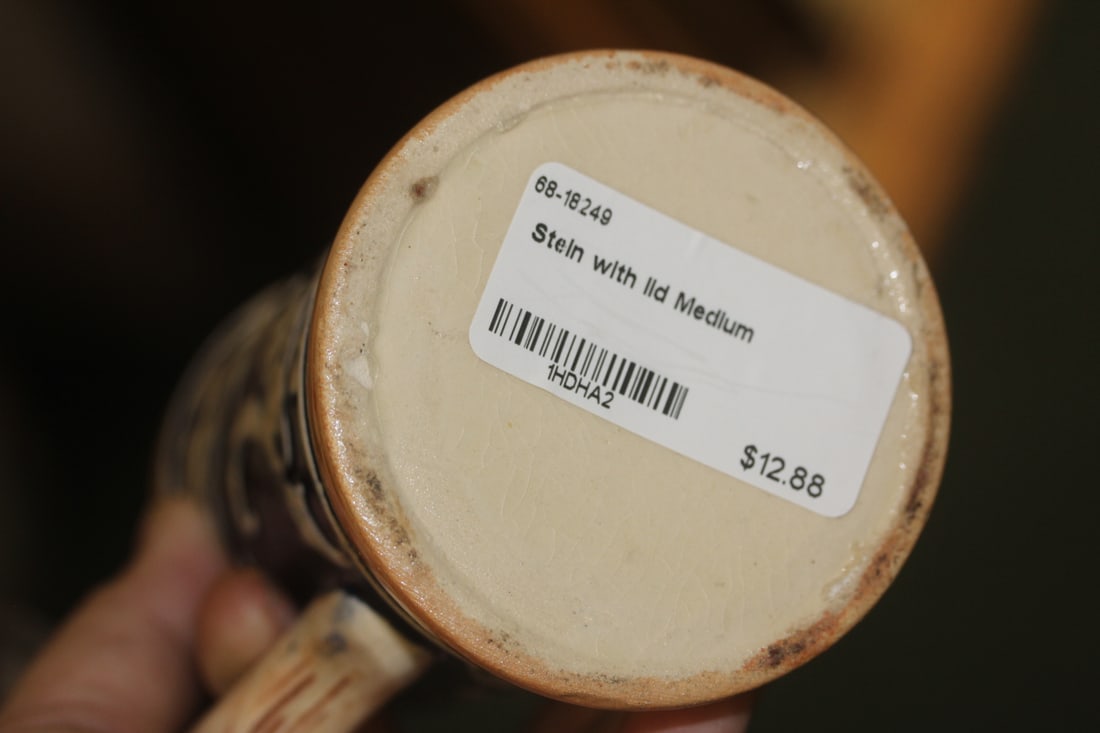 68-18249
Stein with lid Medium
1HDHA2
$12.88